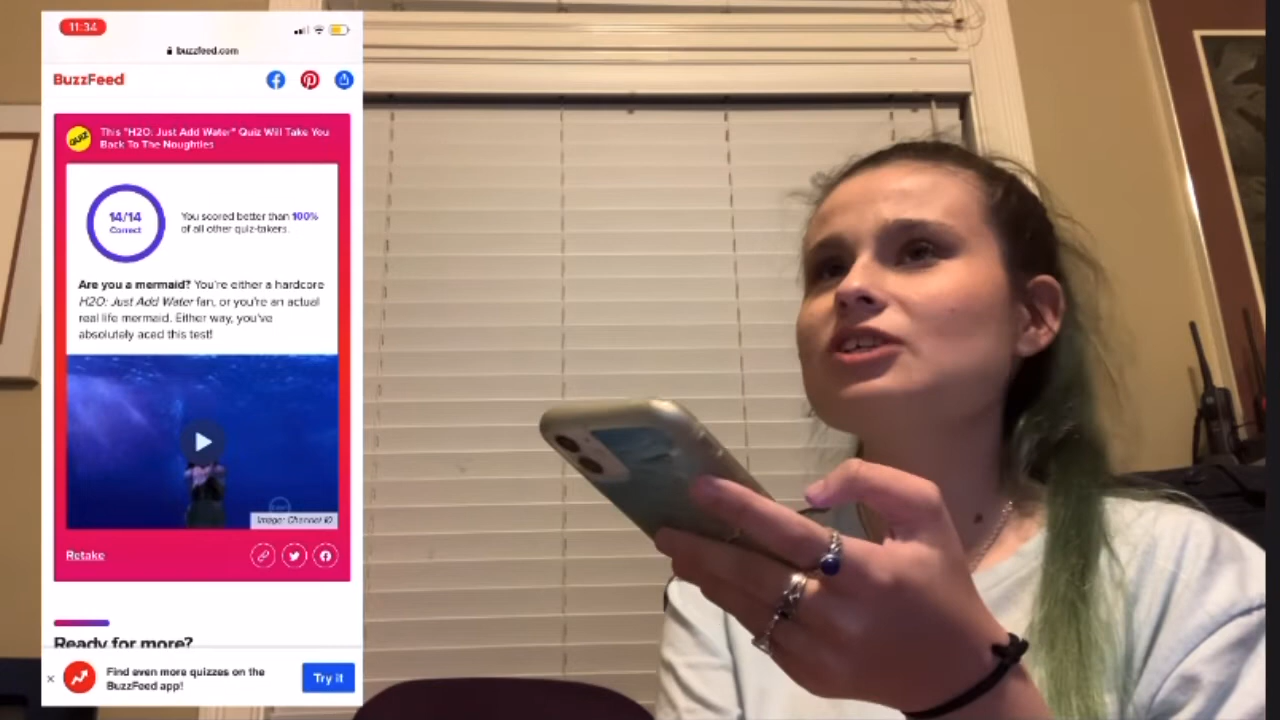 11:34
buzzfeed.com
BuzzFeed
QUIZ
This "H2O: Just Add Water" Quiz Will Take You
Back To The Noughties
14/14
Correct
You scored better than 100%
of all other quiz-takers.
Are you a mermaid? You're either a hardcore
H2O: Just Add Water fan, or you're an actual
real life mermaid. Either way, you've
absolutely aced this test!
Image: Channel 10
Retake
Ready for more?
Find even more quizzes on the
BuzzFeed app!
Try it